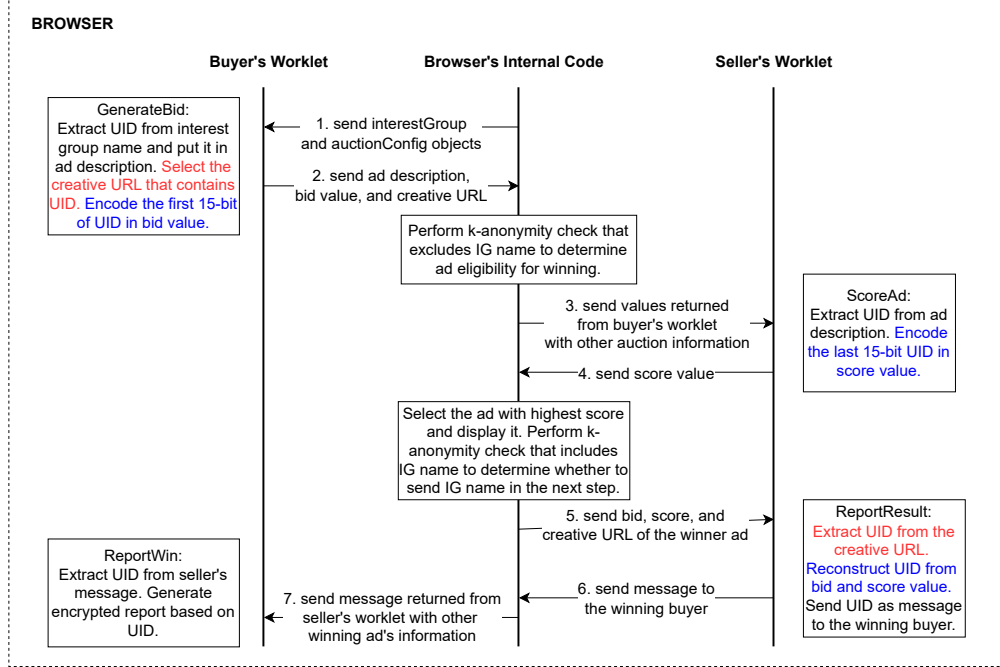 BROWSER
Buyer's Worklet
Browser's Internal Code
Seller's Worklet
GenerateBid:
Extract UID from interest
group name and put it in
ad description. Select the
creative URL that contains
UID. Encode the first 15-bit
of UID in bid value.
1. send interestGroup
and auctionConfig objects
2. send ad description,
bid value, and creative URL
Perform k-anonymity check that
excludes IG name to determine
ad eligibility for winning.
3. send values returned
from buyer's worklet
with other auction information
ScoreAd:
Extract UID from ad
description. Encode
the last 15-bit UID in
score value.
4. send score value
Select the ad with highest score
and display it. Perform k-
anonymity check that includes
IG name to determine whether to
send IG name in the next step.
5. send bid, score, and
creative URL of the winner ad
ReportResult:
Extract UID from the
creative URL.
Reconstruct UID from
bid and score value.
Send UID as message
to the winning buyer.
6. send message to
the winning buyer
7. send message returned from
seller's worklet with other
winning ad's information
ReportWin:
Extract UID from seller's
message. Generate
encrypted report based on
UID.